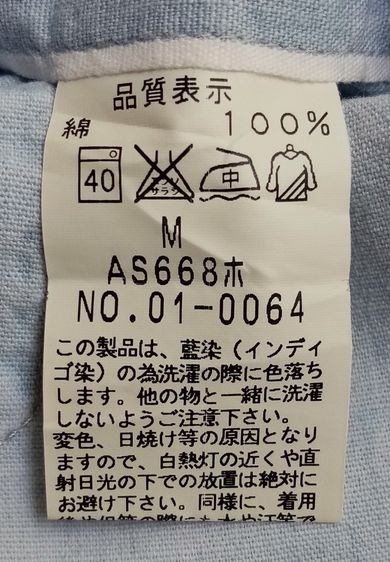 品質表示
綿 100%
40 エンソ サラシ 中
M
AS668ホ
NO.01-0064
この製品は、藍染(インディ
ゴ染)の為洗濯の際に色落ち
します。他の物と一緒に洗濯
しないようご注意下さい。
変色、日焼け等の原因となり
ますので、白熱灯の近くや直
射日光の下での放置は絶対に
お避け下さい。同様に、着用